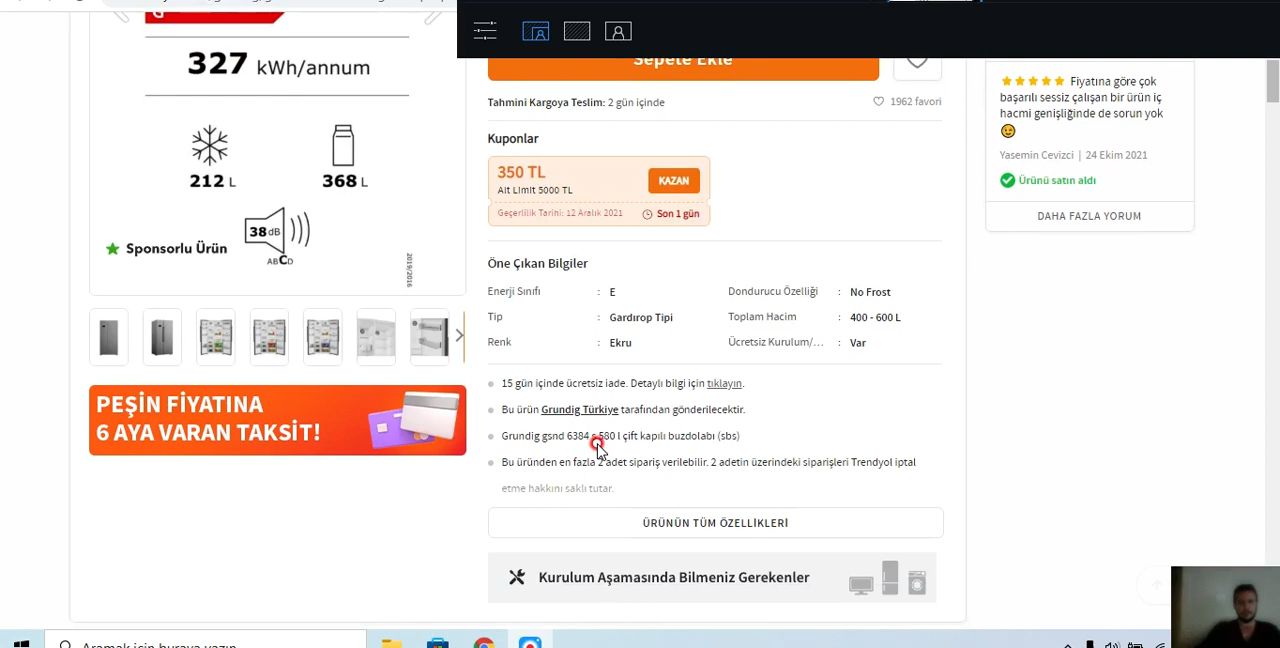 327 kWh/annum
212 L
368 L
38 dB
ABCD
2019/2016
Sponsorlu Ürün
PEŞİN FİYATINA
6 AYA VARAN TAKSİT!
Sepete Ekle
Tahmini Kargoya Teslim: 2 gün içinde
1962 favori
Kuponlar
350 TL
Alt Limit 5000 TL
KAZAN
Geçerlilik Tarihi: 12 Aralık 2021
Son 1 gün
Öne Çıkan Bilgiler
Enerji Sınıfı : E
Dondurucu Özelliği : No Frost
Tip : Gardırop Tipi
Toplam Hacim : 400 - 600 L
Renk : Ekru
Ücretsiz Kurulum/... : Var
15 gün içinde ücretsiz iade. Detaylı bilgi için tıklayın.
Bu ürün Grundig Türkiye tarafından gönderilecektir.
Grundig gsnd 6384 s 580 l çift kapılı buzdolabı (sbs)
Bu üründen en fazla 2 adet sipariş verilebilir. 2 adetin üzerindeki siparişleri Trendyol iptal
etme hakkını saklı tutar.
ÜRÜNÜN TÜM ÖZELLİKLERİ
Kurulum Aşamasında Bilmeniz Gerekenler
Fiyatına göre çok
başarılı sessiz çalışan bir ürün iç
hacmi genişliğinde de sorun yok
Yasemin Cevizci | 24 Ekim 2021
Ürünü satın aldı
DAHA FAZLA YORUM
Aramak için buraya yazın